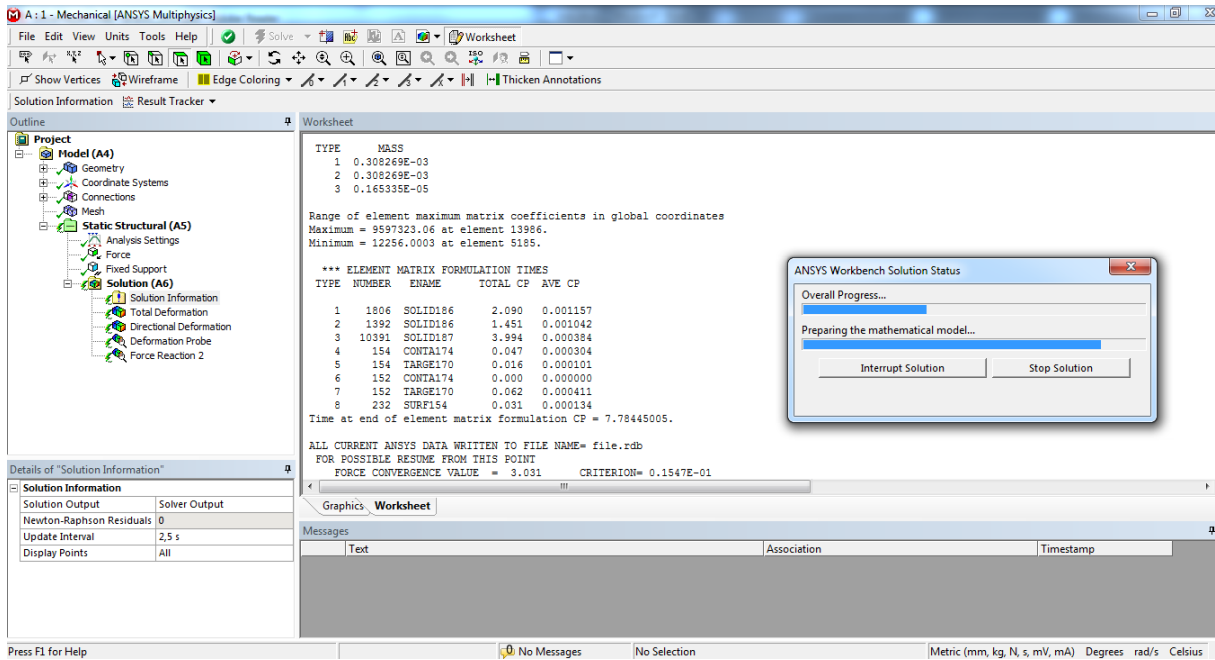 A : 1 - Mechanical [ANSYS Multiphysics]
File Edit View Units Tools Help Solve Worksheet
Show Vertices Wireframe Edge Coloring Thicken Annotations
Solution Information Result Tracker
Outline
Project
Model (A4)
Geometry
Coordinate Systems
Connections
Mesh
Static Structural (A5)
Analysis Settings
Force
Fixed Support
Solution (A6)
Solution Information
Total Deformation
Directional Deformation
Deformation Probe
Force Reaction 2
Details of "Solution Information"
Solution Information
Solution Output Solver Output
Newton-Raphson Residuals 0
Update Interval 2,5 s
Display Points All
Worksheet
TYPE MASS
1 0.308269E-03
2 0.308269E-03
3 0.165335E-05
Range of element maximum matrix coefficients in global coordinates
Maximum = 9597323.06 at element 13986.
Minimum = 12256.0003 at element 5185.
*** ELEMENT MATRIX FORMULATION TIMES
TYPE NUMBER ENAME TOTAL CP AVE CP
1 1806 SOLID186 2.090 0.001157
2 1392 SOLID186 1.451 0.001042
3 10391 SOLID187 3.994 0.000384
4 154 CONTA174 0.047 0.000304
5 154 TARGE170 0.016 0.000101
6 152 CONTA174 0.000 0.000000
7 152 TARGE170 0.062 0.000411
8 232 SURF154 0.031 0.000134
Time at end of element matrix formulation CP = 7.78445005.
ALL CURRENT ANSYS DATA WRITTEN TO FILE NAME= file.rdb
FOR POSSIBLE RESUME FROM THIS POINT
FORCE CONVERGENCE VALUE = 3.031 CRITERION= 0.1547E-01
Graphics Worksheet
ANSYS Workbench Solution Status
Overall Progress...
Preparing the mathematical model...
Interrupt Solution Stop Solution
Messages
Text Association Timestamp
Press F1 for Help No Messages No Selection Metric (mm, kg, N, s, mV, mA) Degrees rad/s Celsius